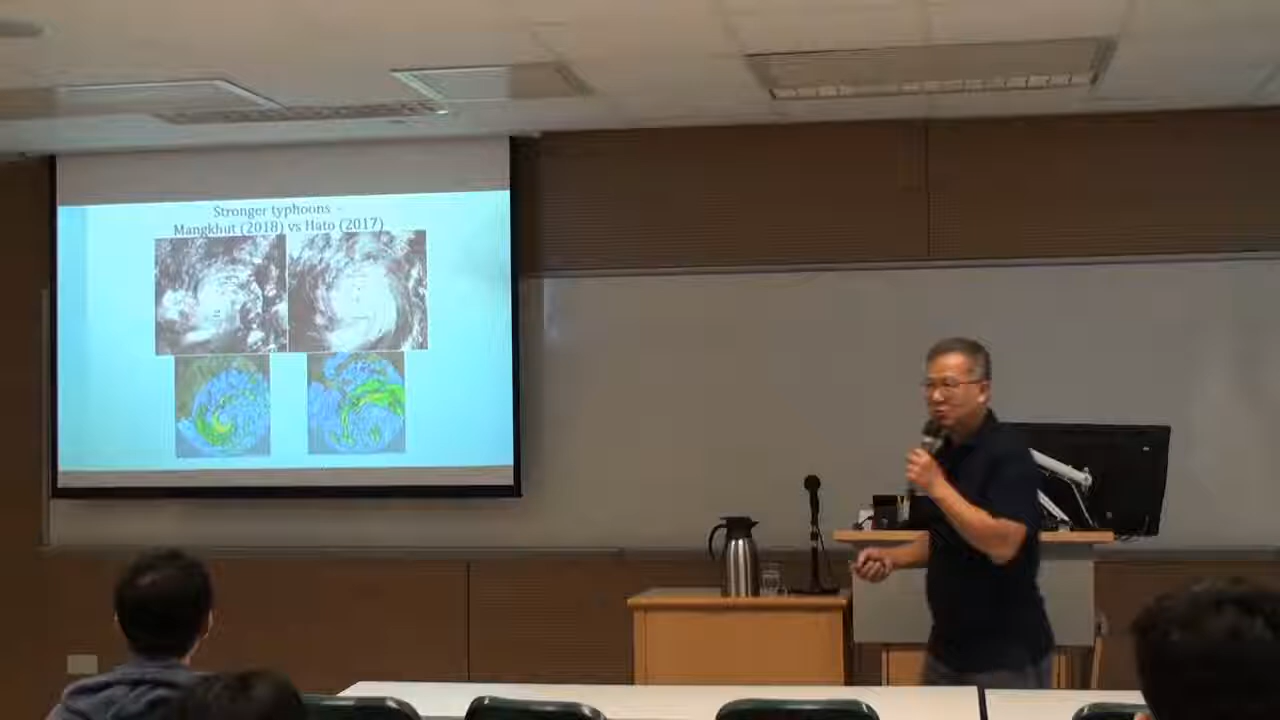 Stronger typhoons –
Mangkhut (2018) vs Hato (2017)